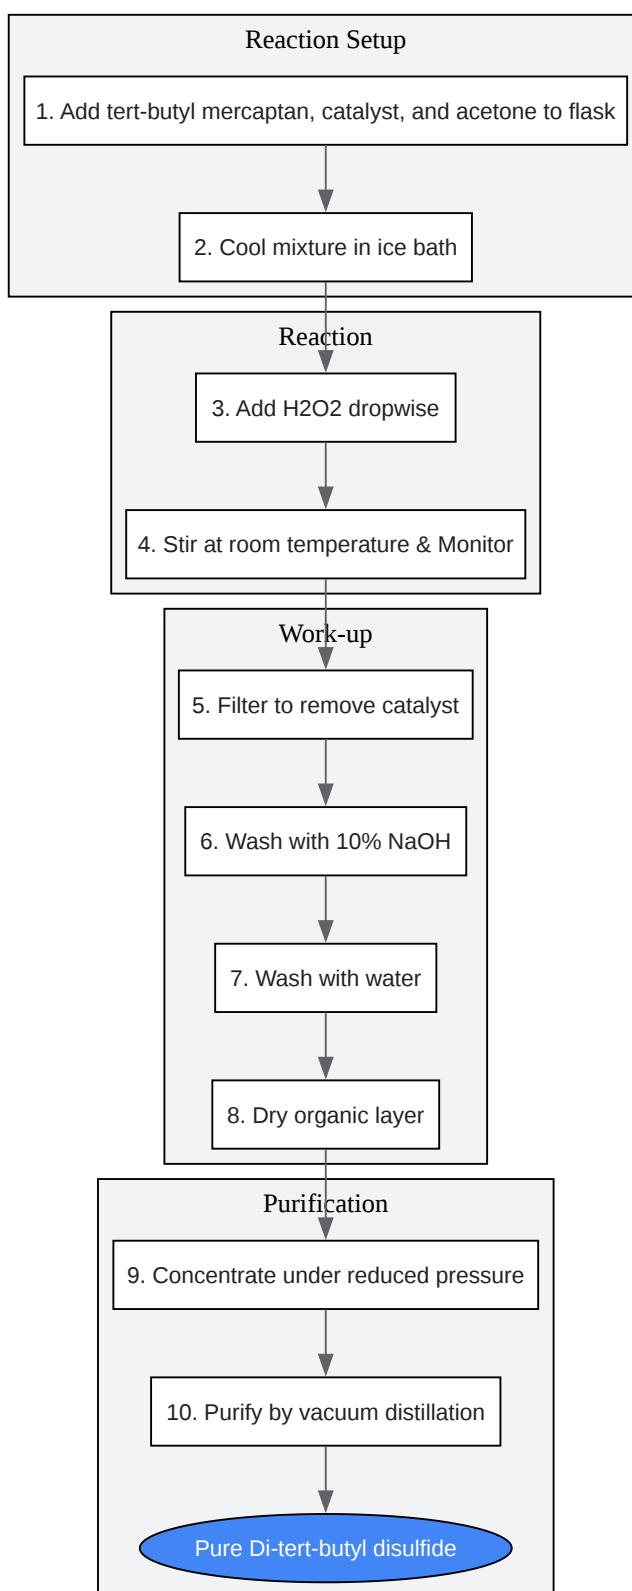 Reaction Setup
1. Add tert-butyl mercaptan, catalyst, and acetone to flask
2. Cool mixture in ice bath
Reaction
3. Add H2O2 dropwise
4. Stir at room temperature & Monitor
Work-up
5. Filter to remove catalyst
6. Wash with 10% NaOH
7. Wash with water
8. Dry organic layer
Purification
9. Concentrate under reduced pressure
10. Purify by vacuum distillation
Pure Di-tert-butyl disulfide